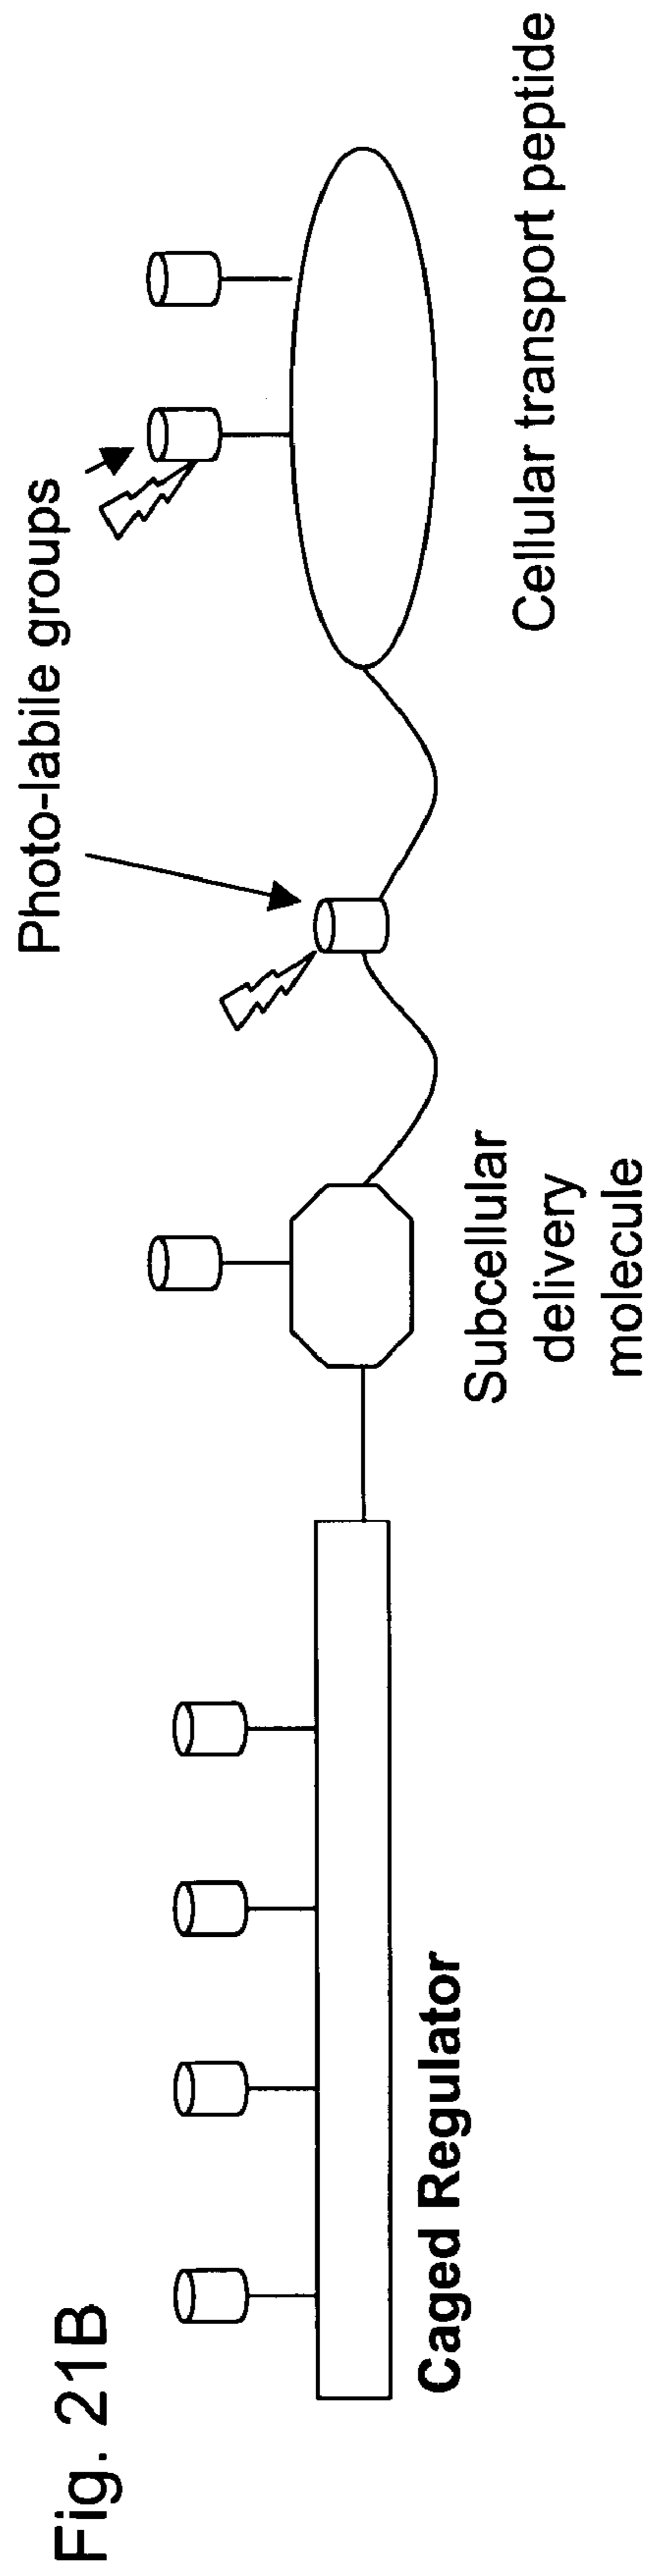 Fig. 21B
Photo-labile groups
Caged Regulator
Subcellular
delivery
molecule
Cellular transport peptide